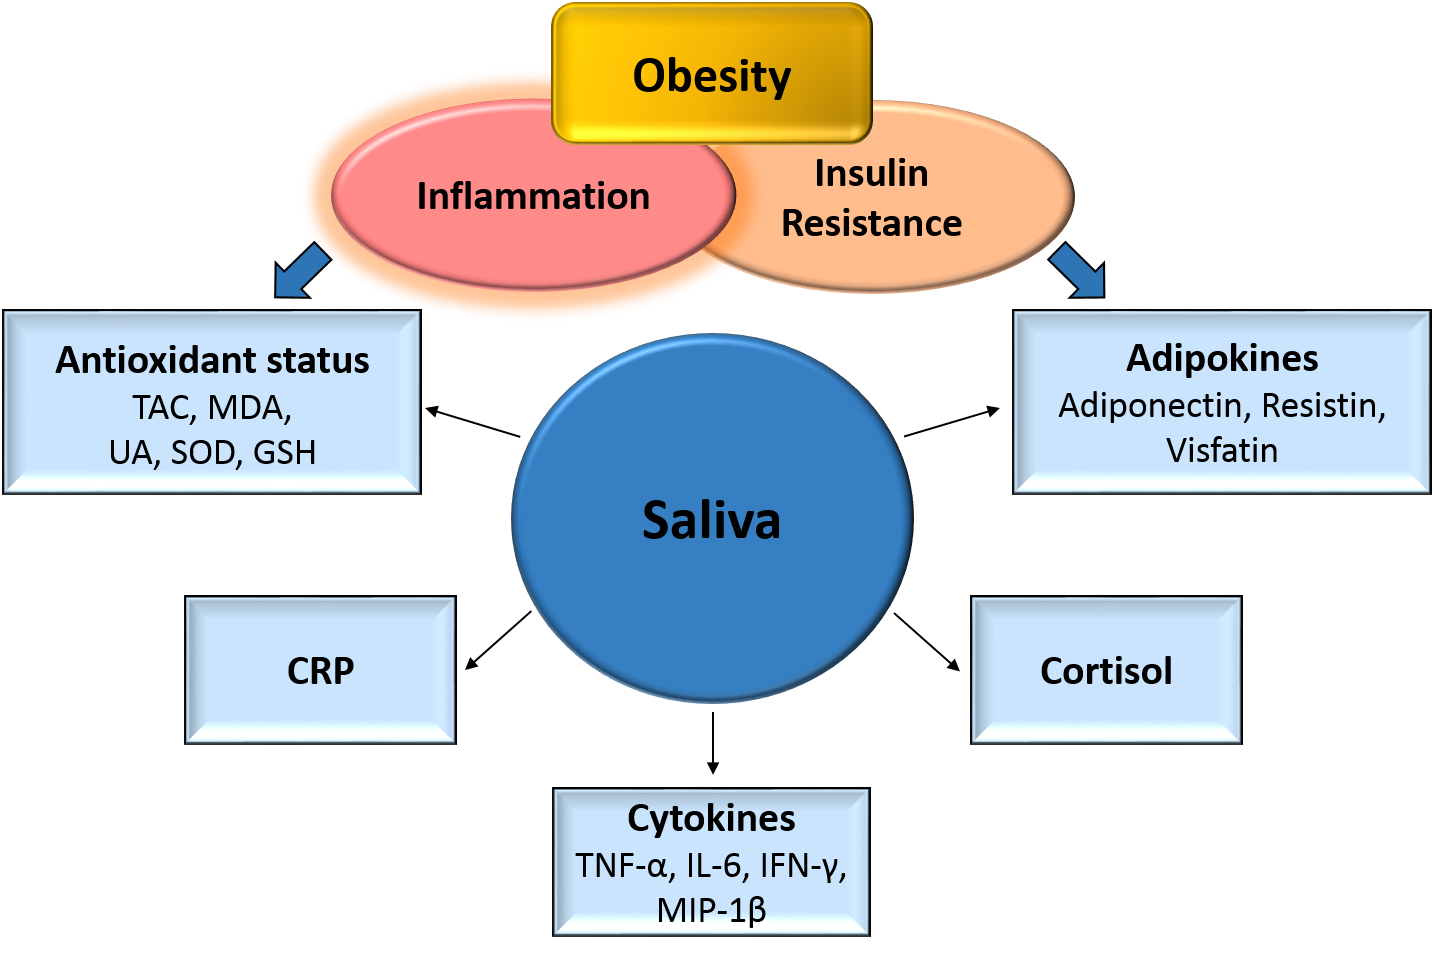 Obesity
Inflammation
Insulin
Resistance
Antioxidant status
TAC, MDA,
UA, SOD, GSH
Adipokines
Adiponectin, Resistin,
Visfatin
Saliva
CRP
Cortisol
Cytokines
TNF-α, IL-6, IFN-γ,
MIP-1β